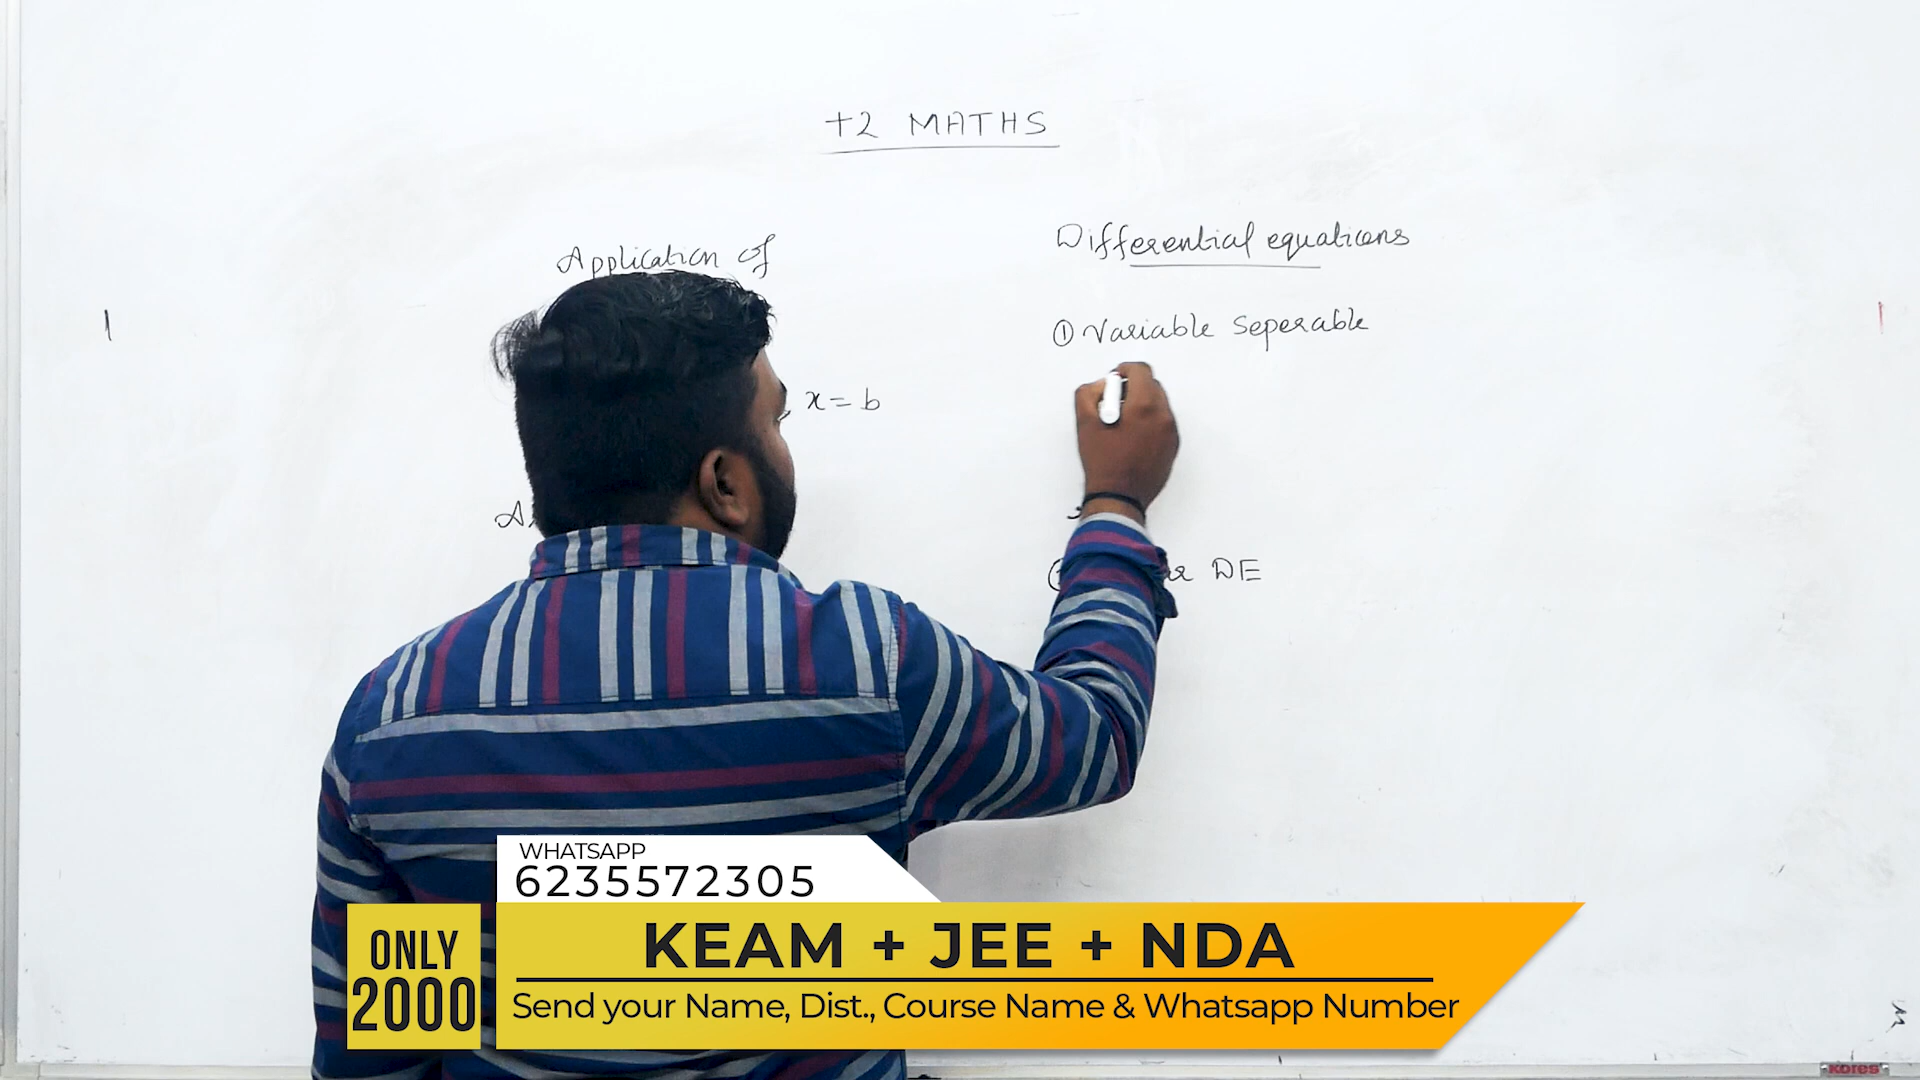 +2 MATHS
Application of
x = b
Differential equations
① Variable Seperable
DE
WHATSAPP
6235572305
ONLY
2000
KEAM + JEE + NDA
Send your Name, Dist., Course Name & Whatsapp Number
Kores